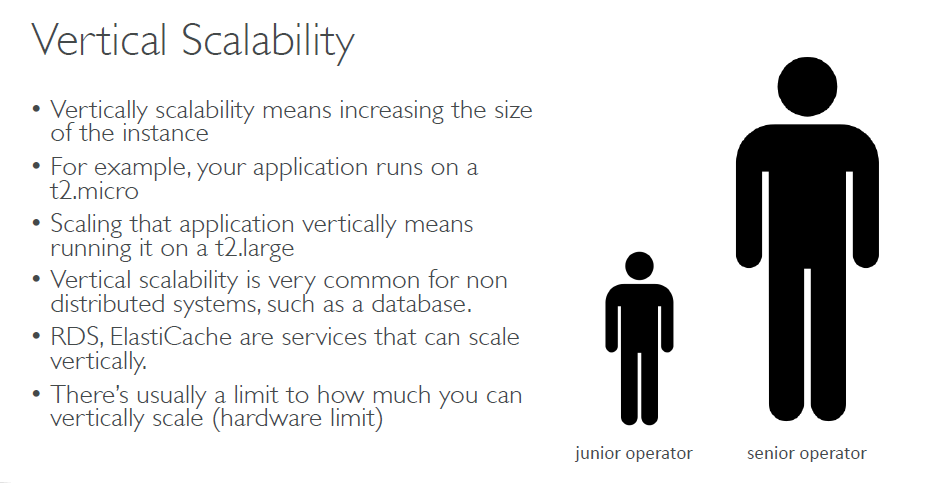 Vertical Scalability
• Vertically scalability means increasing the size
of the instance
• For example, your application runs on a
t2.micro
• Scaling that application vertically means
running it on a t2.large
• Vertical scalability is very common for non
distributed systems, such as a database.
• RDS, ElastiCache are services that can scale
vertically.
• There’s usually a limit to how much you can
vertically scale (hardware limit)
junior operator
senior operator